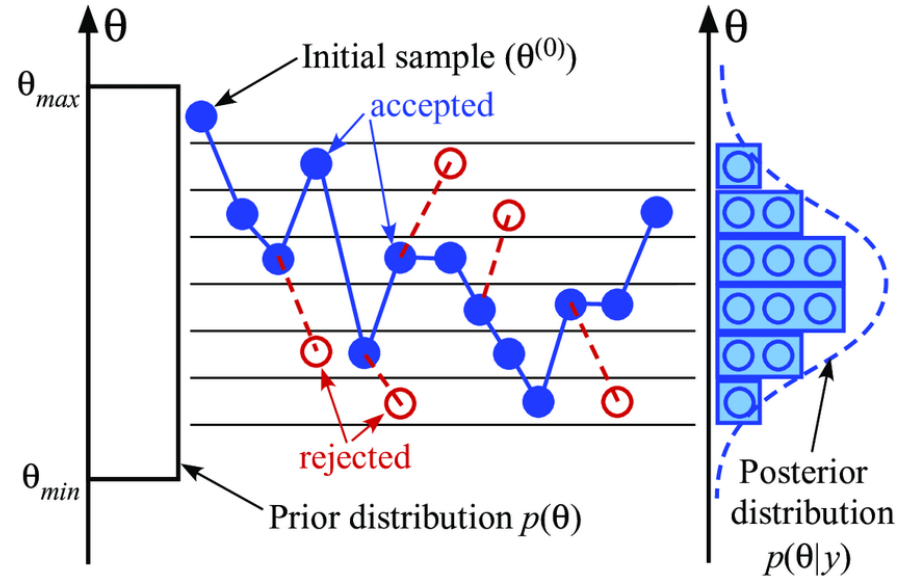 θ
θ
Initial sample (θ⁽⁰⁾)
θmax
accepted
rejected
θmin
Prior distribution p(θ)
Posterior
distribution
p(θ|y)